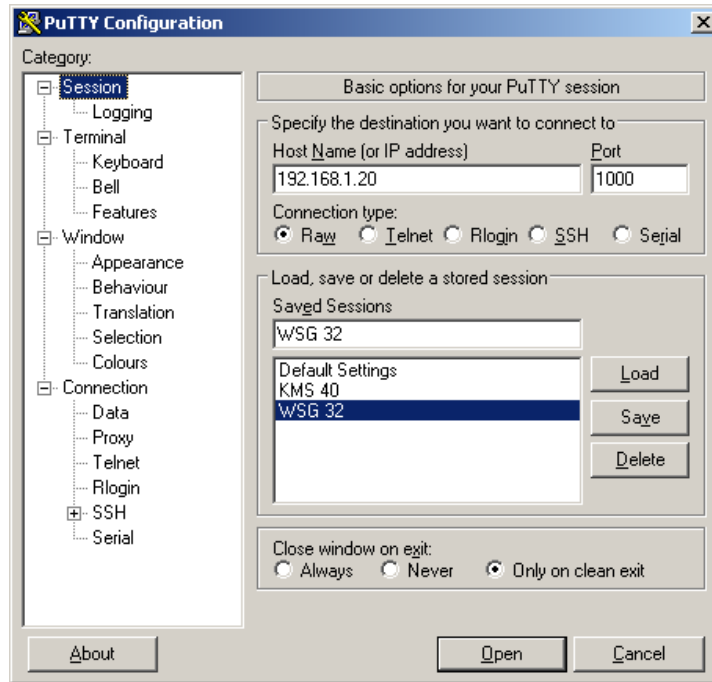 PuTTY Configuration
Category:
Session
Logging
Terminal
Keyboard
Bell
Features
Window
Appearance
Behaviour
Translation
Selection
Colours
Connection
Data
Proxy
Telnet
Rlogin
SSH
Serial
Basic options for your PuTTY session
Specify the destination you want to connect to
Host Name (or IP address) Port
192.168.1.20 1000
Connection type:
Raw Telnet Rlogin SSH Serial
Load, save or delete a stored session
Saved Sessions
WSG 32
Default Settings
KMS 40
WSG 32
Load
Save
Delete
Close window on exit:
Always Never Only on clean exit
About Open Cancel